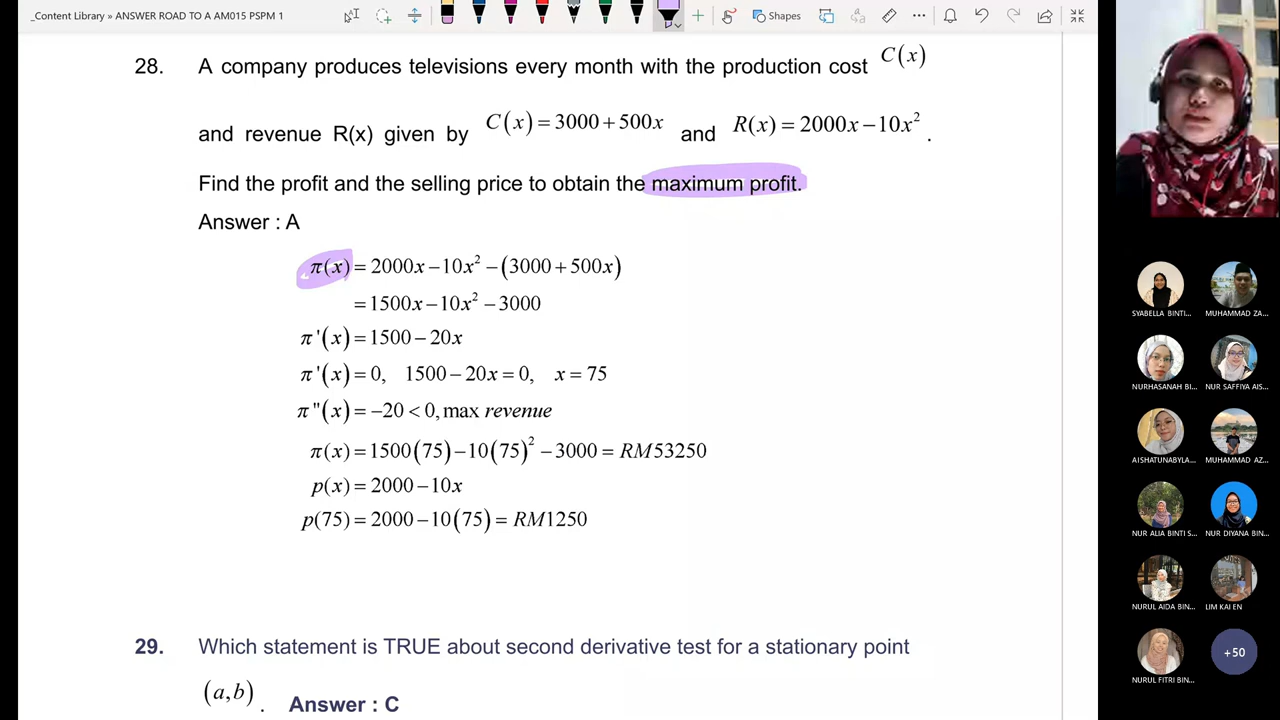 _Content Library » ANSWER ROAD TO A AM015 PSPM 1
Shapes
28. A company produces televisions every month with the production cost C(x)
and revenue R(x) given by C(x) = 3000 + 500x and R(x) = 2000x − 10x² .
Find the profit and the selling price to obtain the maximum profit.
Answer : A
π(x) = 2000x − 10x² − (3000 + 500x)
= 1500x − 10x² − 3000
π'(x) = 1500 − 20x
π'(x) = 0, 1500 − 20x = 0, x = 75
π"(x) = −20 < 0, max revenue
π(x) = 1500(75) − 10(75)² − 3000 = RM53250
p(x) = 2000 − 10x
p(75) = 2000 − 10(75) = RM1250
29. Which statement is TRUE about second derivative test for a stationary point
(a,b) . Answer : C
SYABELLA BINTI...
MUHAMMAD ZA...
NURHASANAH BI...
NUR SAFFIYA AIS...
AISHATUNABYLA...
MUHAMMAD AZ...
NUR ALIA BINTI S...
NUR DIYANA BIN...
NURUL AIDA BIN...
LIM KAI EN
NURUL FITRI BIN...
+50